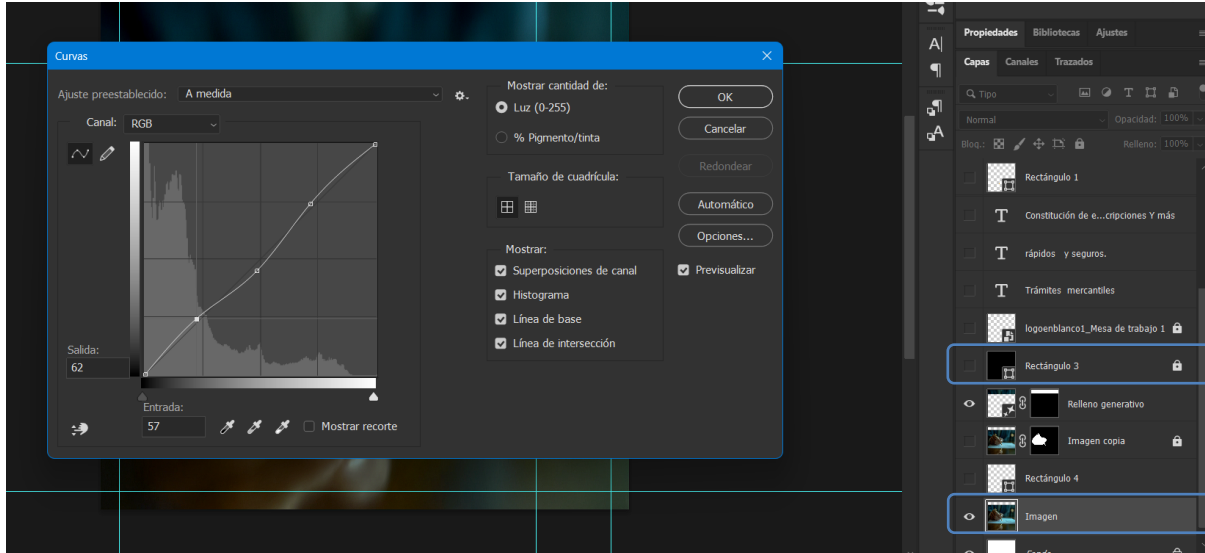 Curvas
Ajuste preestablecido: A medida
Canal: RGB
Salida:
62
Entrada:
57
Mostrar recorte
Mostrar cantidad de:
Luz (0-255)
% Pigmento/tinta
Tamaño de cuadrícula:
Mostrar:
Superposiciones de canal
Histograma
Línea de base
Línea de intersección
OK
Cancelar
Redondear
Automático
Opciones...
Previsualizar
Propiedades Bibliotecas Ajustes
Capas Canales Trazados
Tipo
Normal Opacidad: 100%
Bloq.: Relleno: 100%
Rectángulo 1
Constitución de e...cripciones Y más
rápidos y seguros.
Trámites mercantiles
logoenblanco1_Mesa de trabajo 1
Rectángulo 3
Relleno generativo
Imagen copia
Rectángulo 4
Imagen